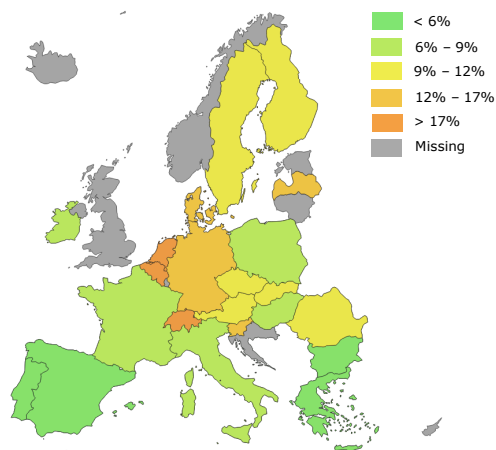 < 6%
6% – 9%
9% – 12%
12% – 17%
> 17%
Missing